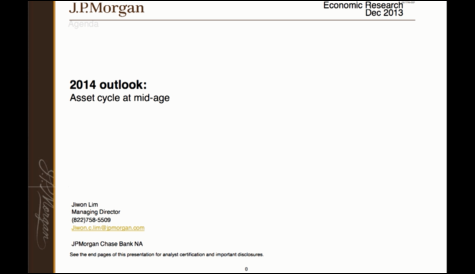 J.P.Morgan
Economic Research
Dec 2013
Agenda
2014 outlook:
Asset cycle at mid-age
J.P.Morgan
Jiwon Lim
Managing Director
(822)758-5509
Jiwon.c.lim@jpmorgan.com
JPMorgan Chase Bank NA
See the end pages of this presentation for analyst certification and important disclosures.
0